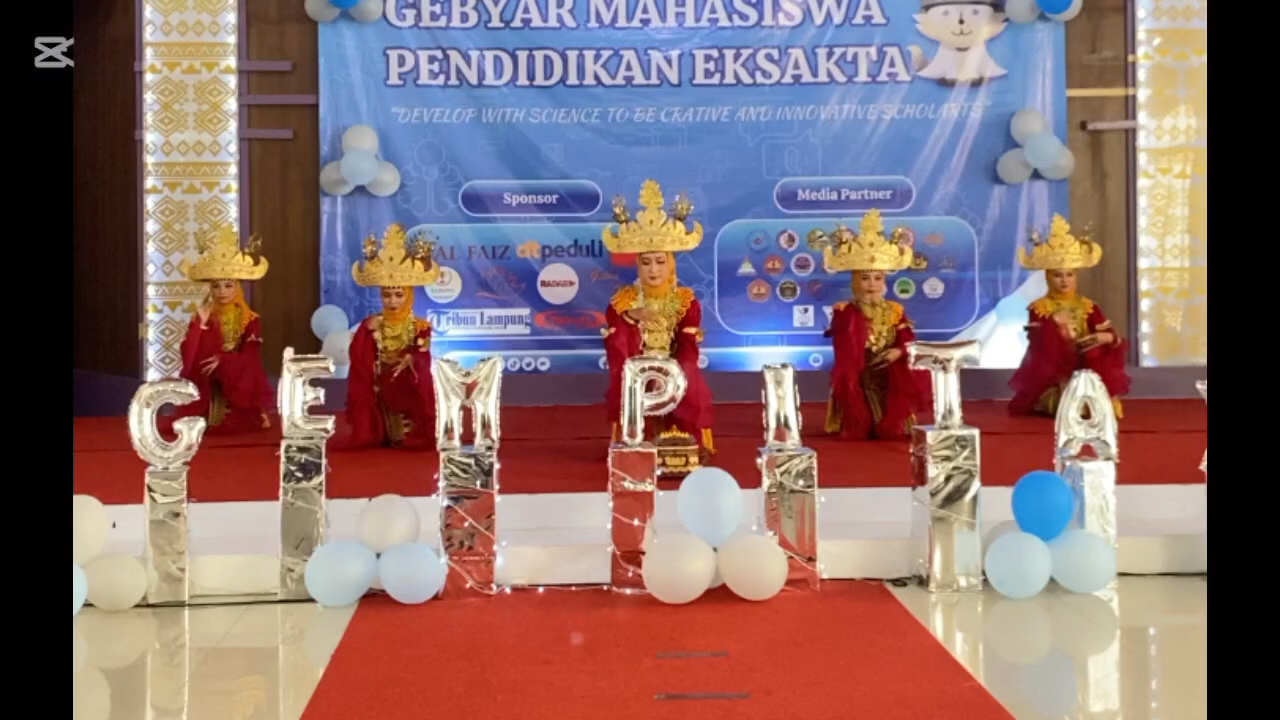 GEBYAR MAHASISWA
PENDIDIKAN EKSAKTA
"DEVELOP WITH SCIENCE TO BE CRATIVE AND INNOVATIVE SCHOLARTS"
Sponsor
Media Partner
AL FAIZ
peduli
RADAR
Tribun Lampung
GEMPITA